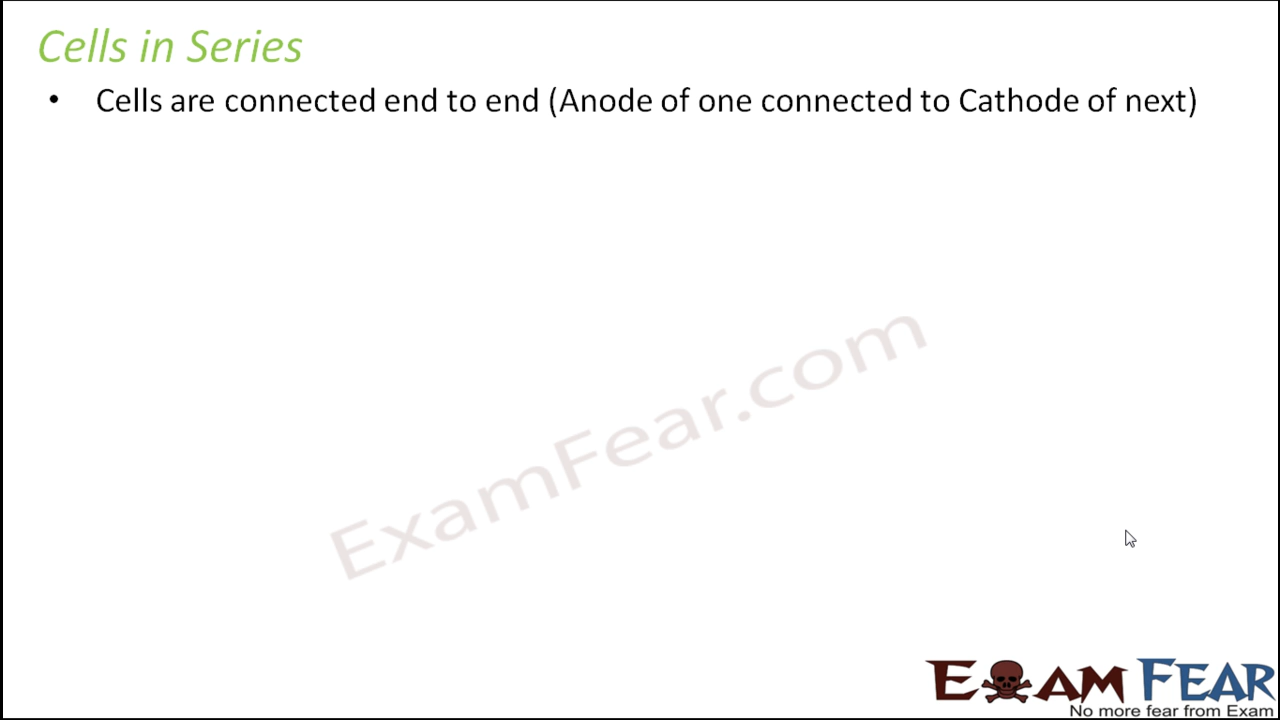 Cells in Series
• Cells are connected end to end (Anode of one connected to Cathode of next)
ExamFear.com
EXAM FEAR
No more fear from Exam